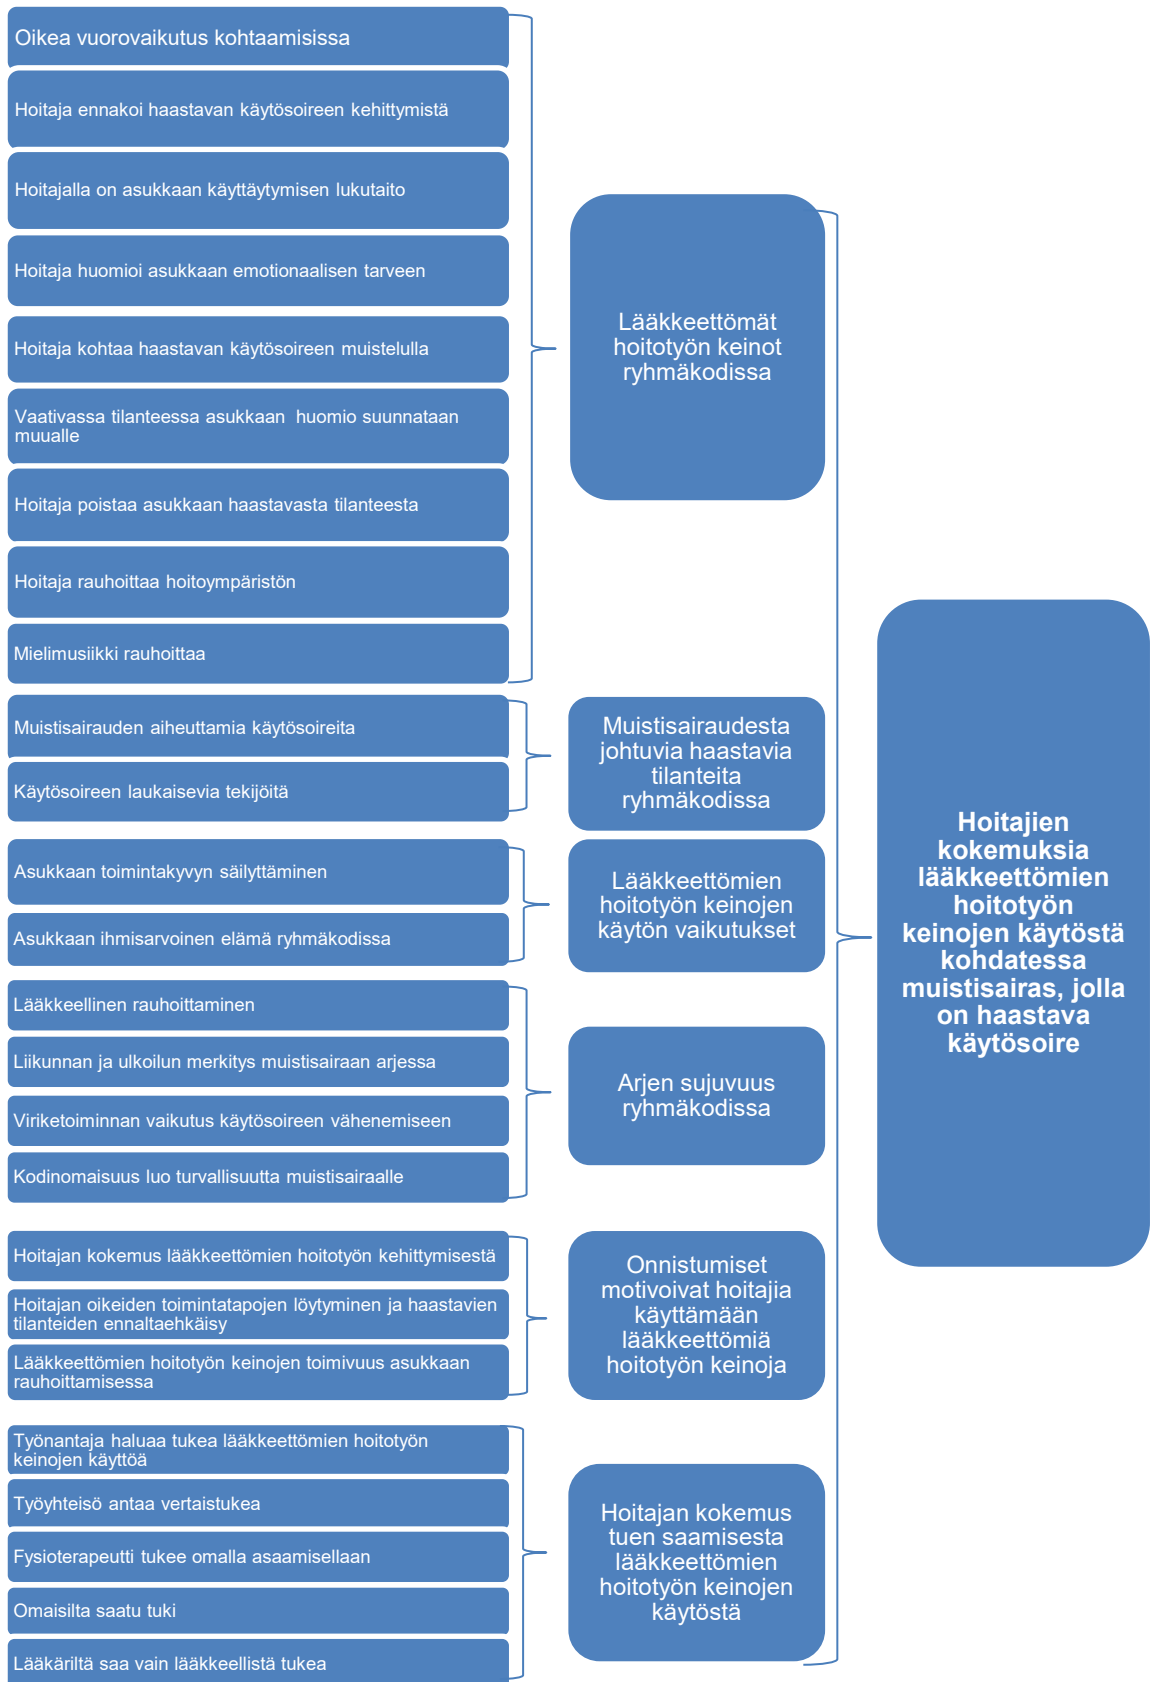 Oikea vuorovaikutus kohtaamisissa
Hoitaja ennakoi haastavan käytösoireen kehittymistä
Hoitajalla on asukkaan käyttäytymisen lukutaito
Hoitaja huomioi asukkaan emotionaalisen tarveen
Hoitaja kohtaa haastavan käytösoireen muistelulla
Vaativassa tilanteessa asukkaan huomio suunnataan
muualle
Hoitaja poistaa asukkaan haastavasta tilanteesta
Hoitaja rauhoittaa hoitoympäristön
Mielimusiikki rauhoittaa
Lääkkeettömät
hoitotyön keinot
ryhmäkodissa
Muistisairauden aiheuttamia käytösoireita
Käytösoireen laukaisevia tekijöitä
Muistisairaudesta
johtuvia haastavia
tilanteita
ryhmäkodissa
Asukkaan toimintakyvyn säilyttäminen
Asukkaan ihmisarvoinen elämä ryhmäkodissa
Lääkkeettömien
hoitotyön keinojen
käytön vaikutukset
Lääkkeellinen rauhoittaminen
Liikunnan ja ulkoilun merkitys muistisairaan arjessa
Viriketoiminnan vaikutus käytösoireen vähenemiseen
Kodinomaisuus luo turvallisuutta muistisairaalle
Arjen sujuvuus
ryhmäkodissa
Hoitajan kokemus lääkkeettömien hoitotyön kehittymisestä
Hoitajan oikeiden toimintatapojen löytyminen ja haastavien
tilanteiden ennaltaehkäisy
Lääkkeettömien hoitotyön keinojen toimivuus asukkaan
rauhoittamisessa
Onnistumiset
motivoivat hoitajia
käyttämään
lääkkeettömiä
hoitotyön keinoja
Työnantaja haluaa tukea lääkkeettömien hoitotyön
keinojen käyttöä
Työyhteisö antaa vertaistukea
Fysioterapeutti tukee omalla asaamisellaan
Omaisilta saatu tuki
Lääkäriltä saa vain lääkkeellistä tukea
Hoitajan kokemus
tuen saamisesta
lääkkeettömien
hoitotyön keinojen
käytöstä
Hoitajien
kokemuksia
lääkkeettömien
hoitotyön
keinojen käytöstä
kohdatessa
muistisairas, jolla
on haastava
käytösoire